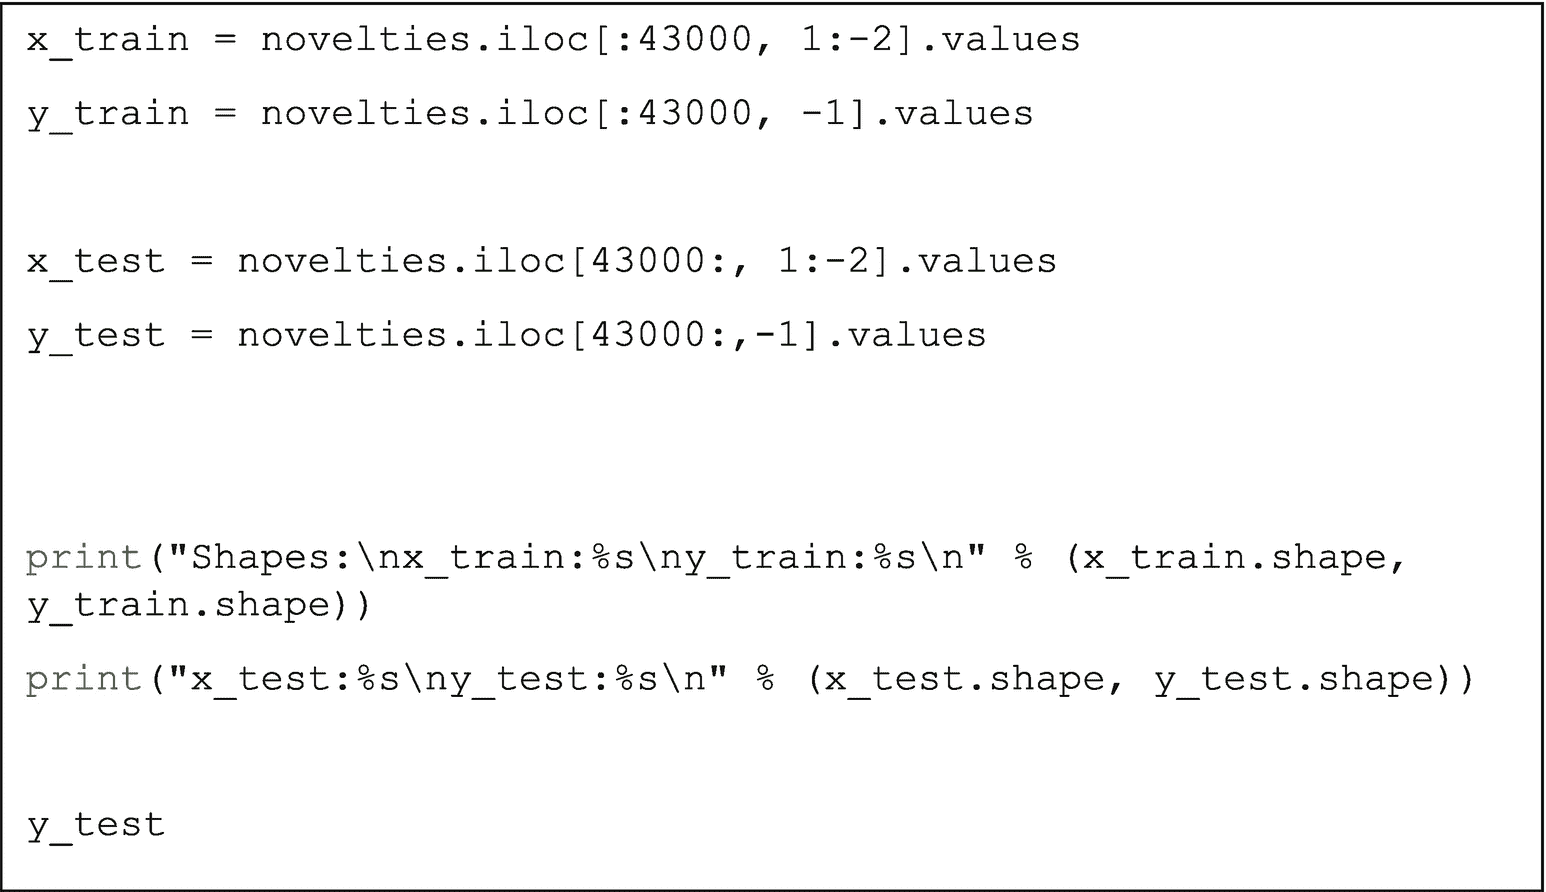 x_train = novelties.iloc[:43000, 1:-2].values
y_train = novelties.iloc[:43000, -1].values
x_test = novelties.iloc[43000:, 1:-2].values
y_test = novelties.iloc[43000:,-1].values
print("Shapes:\nx_train:%s\ny_train:%s\n" % (x_train.shape,
y_train.shape))
print("x_test:%s\ny_test:%s\n" % (x_test.shape, y_test.shape))
y_test